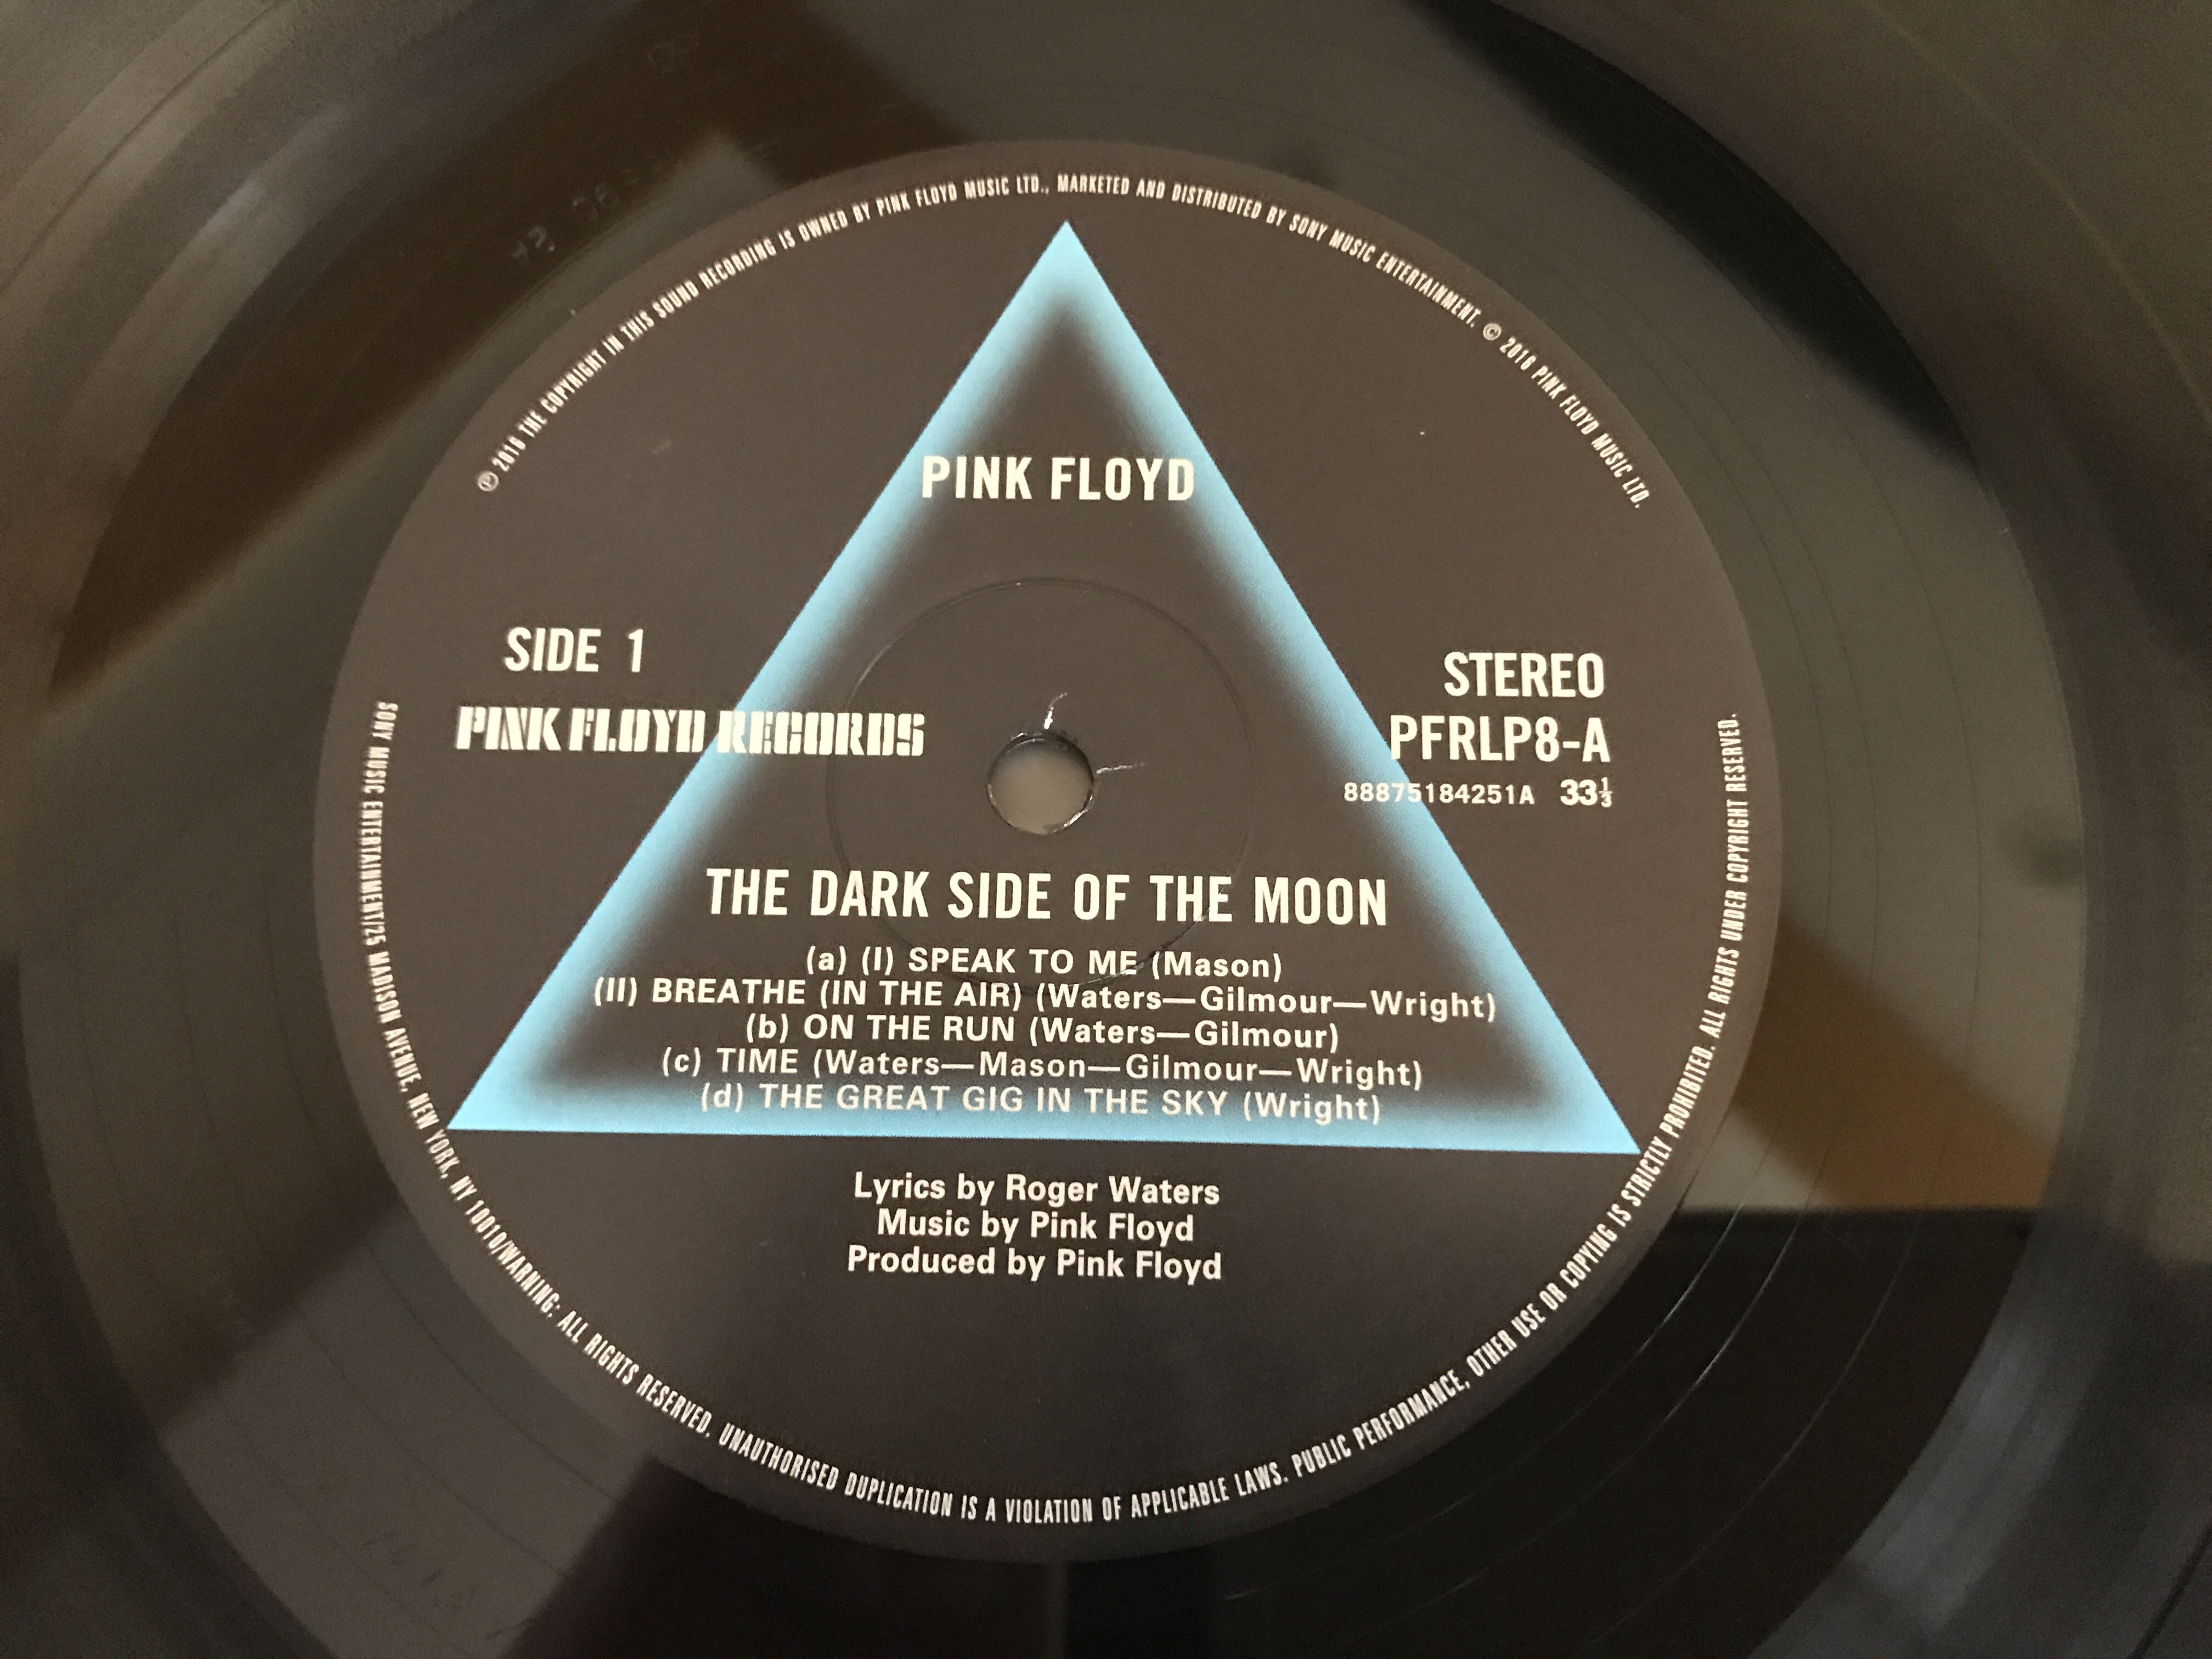 ℗ 2016 THE COPYRIGHT IN THIS SOUND RECORDING IS OWNED BY PINK FLOYD MUSIC LTD., MARKETED AND DISTRIBUTED BY SONY MUSIC ENTERTAINMENT. © 2016 PINK FLOYD MUSIC LTD.
PINK FLOYD
SIDE 1
PINK FLOYD RECORDS
STEREO
PFRLP8-A
88875184251A 33⅓
THE DARK SIDE OF THE MOON
(a) (I) SPEAK TO ME (Mason)
(II) BREATHE (IN THE AIR) (Waters—Gilmour—Wright)
(b) ON THE RUN (Waters—Gilmour)
(c) TIME (Waters—Mason—Gilmour—Wright)
(d) THE GREAT GIG IN THE SKY (Wright)
Lyrics by Roger Waters
Music by Pink Floyd
Produced by Pink Floyd
SONY MUSIC ENTERTAINMENT/25 MADISON AVENUE, NEW YORK, NY 10010/WARNING: ALL RIGHTS RESERVED. UNAUTHORISED DUPLICATION IS A VIOLATION OF APPLICABLE LAWS. PUBLIC PERFORMANCE, OTHER USE OR COPYING IS STRICTLY PROHIBITED. ALL RIGHTS UNDER COPYRIGHT RESERVED.